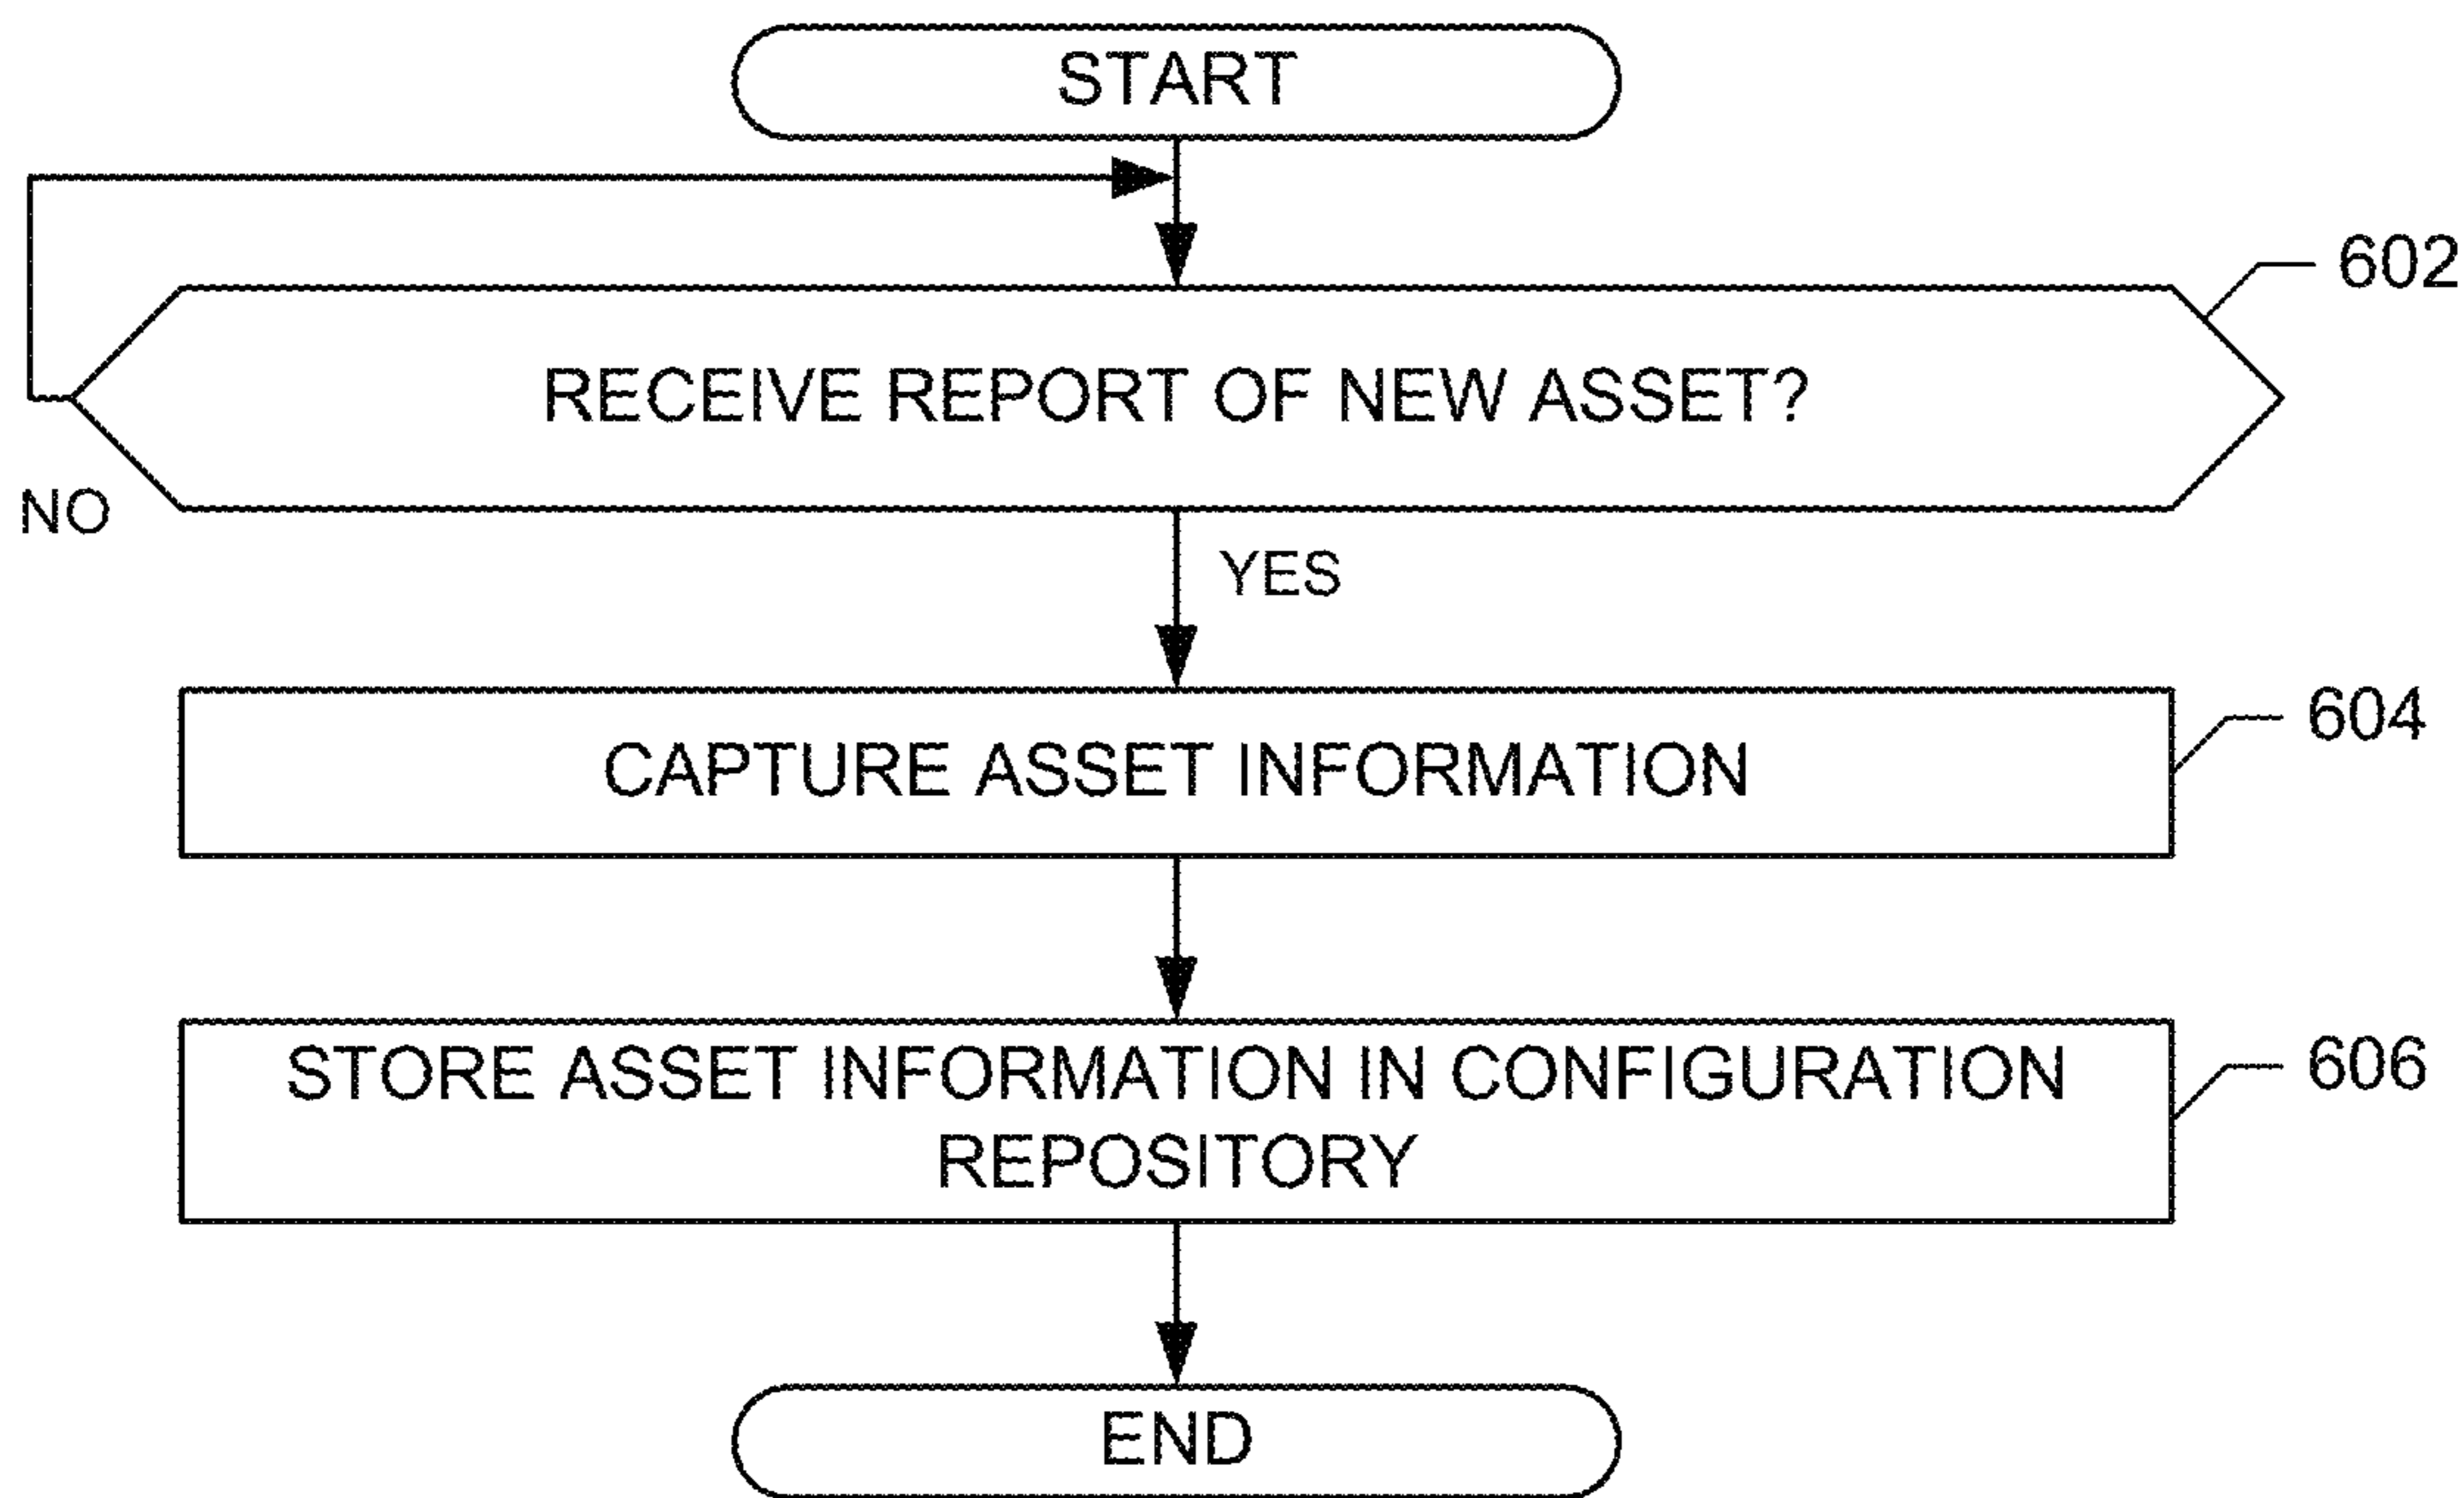 START
602
RECEIVE REPORT OF NEW ASSET?
NO
YES
604
CAPTURE ASSET INFORMATION
606
STORE ASSET INFORMATION IN CONFIGURATION
REPOSITORY
END